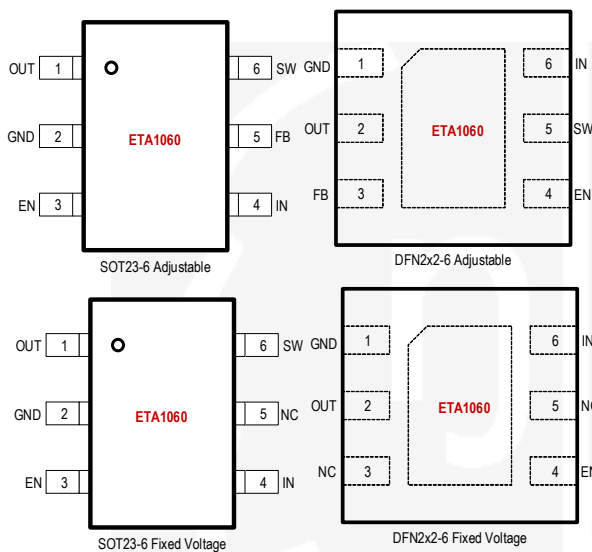 OUT 1 6 SW
GND 2 ETA1060 5 FB
EN 3 4 IN
SOT23-6 Adjustable
GND 1 6 IN
OUT 2 ETA1060 5 SW
FB 3 4 EN
DFN2x2-6 Adjustable
OUT 1 6 SW
GND 2 ETA1060 5 NC
EN 3 4 IN
SOT23-6 Fixed Voltage
GND 1 6 IN
OUT 2 ETA1060 5 NC
NC 3 4 EN
DFN2x2-6 Fixed Voltage